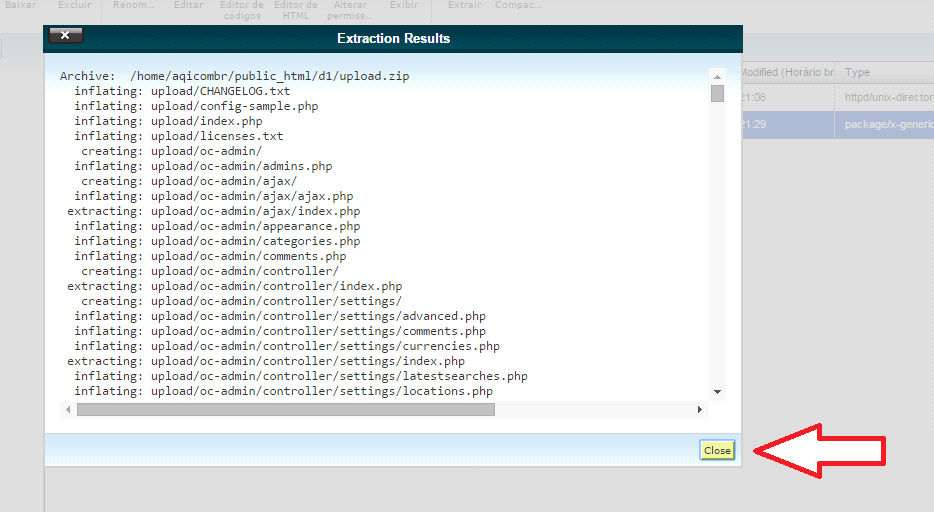 Baixar Excluir Renom... Editar Editor de códigos Editor de HTML Alterar permiss... Exibir Extrair Compac...
Extraction Results
Modified (Horário br Type
21:06 httpd/unix-director
21:29 package/x-generic
Archive:  /home/aqicombr/public_html/d1/upload.zip
inflating: upload/CHANGELOG.txt
inflating: upload/config-sample.php
inflating: upload/index.php
inflating: upload/licenses.txt
creating: upload/oc-admin/
inflating: upload/oc-admin/admins.php
creating: upload/oc-admin/ajax/
inflating: upload/oc-admin/ajax/ajax.php
extracting: upload/oc-admin/ajax/index.php
inflating: upload/oc-admin/appearance.php
inflating: upload/oc-admin/categories.php
inflating: upload/oc-admin/comments.php
creating: upload/oc-admin/controller/
extracting: upload/oc-admin/controller/index.php
creating: upload/oc-admin/controller/settings/
inflating: upload/oc-admin/controller/settings/advanced.php
inflating: upload/oc-admin/controller/settings/comments.php
inflating: upload/oc-admin/controller/settings/currencies.php
extracting: upload/oc-admin/controller/settings/index.php
inflating: upload/oc-admin/controller/settings/latestsearches.php
inflating: upload/oc-admin/controller/settings/locations.php
Close